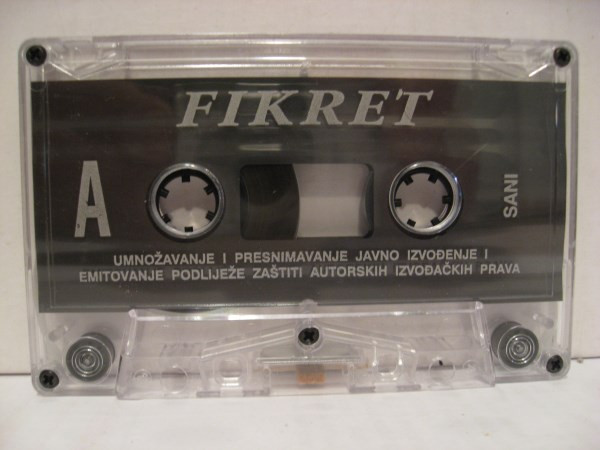 FIKRET
A
SANI
UMNOŽAVANJE I PRESNIMAVANJE JAVNO IZVOĐENJE I
EMITOVANJE PODLIJEŽE ZAŠTITI AUTORSKIH IZVOĐAČKIH PRAVA